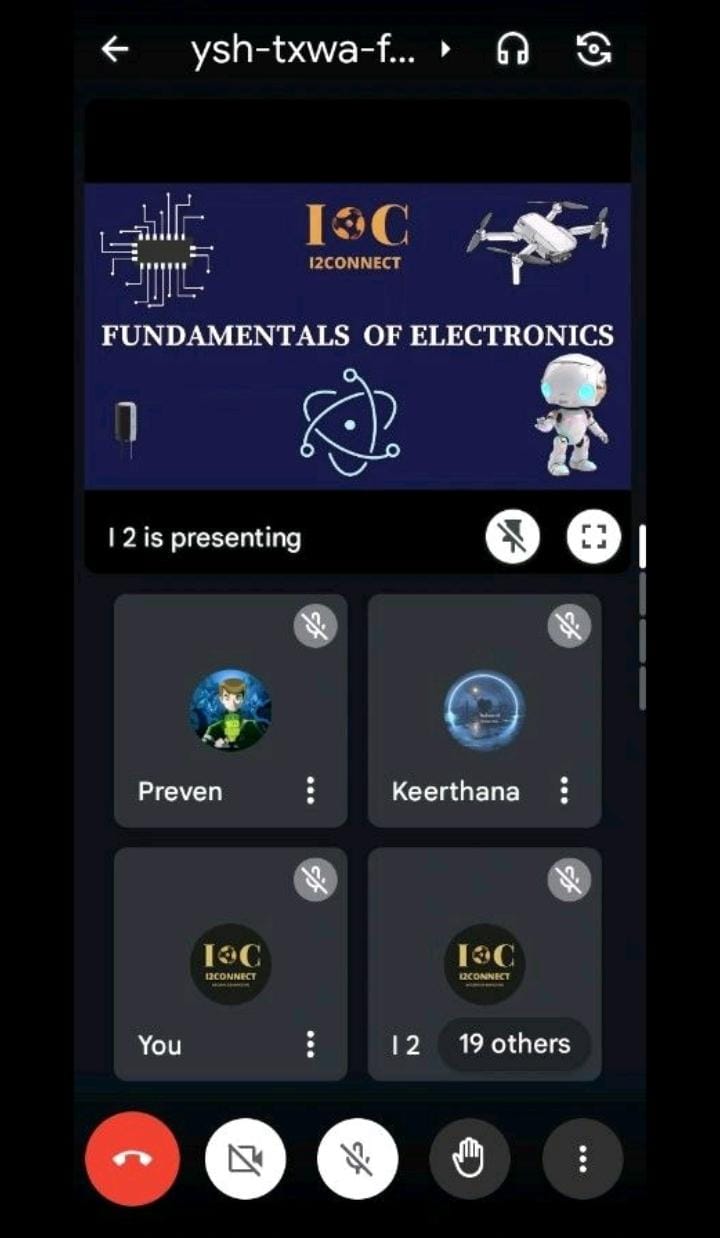 ysh-txwa-f...
I C
I2CONNECT
FUNDAMENTALS OF ELECTRONICS
I 2 is presenting
Preven
Keerthana
I C
I2CONNECT
You
I C
I2CONNECT
I 2
19 others